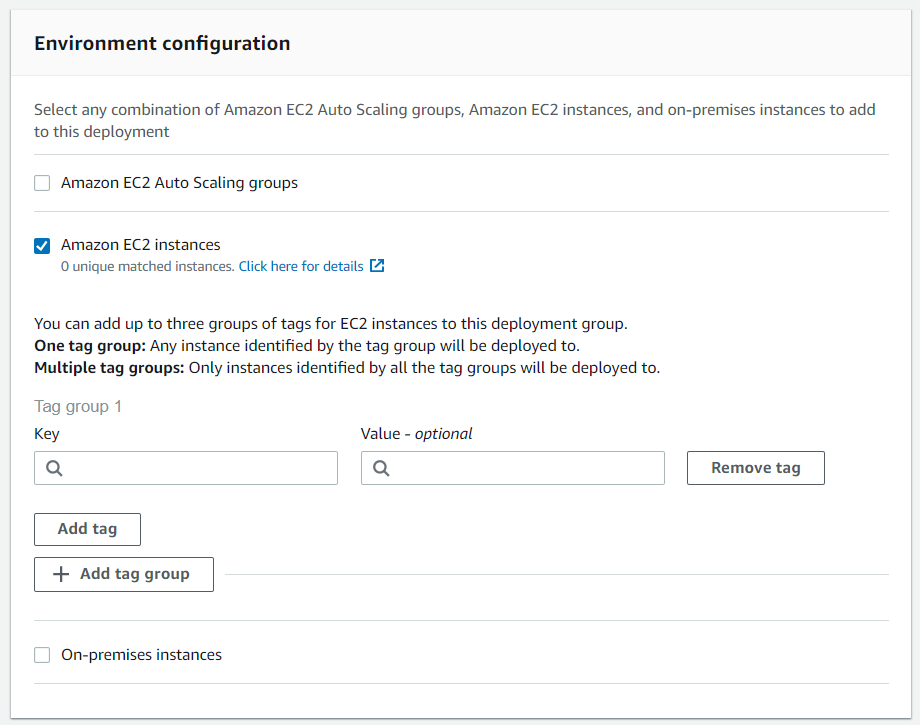 Environment configuration
Select any combination of Amazon EC2 Auto Scaling groups, Amazon EC2 instances, and on-premises instances to add
to this deployment
Amazon EC2 Auto Scaling groups
Amazon EC2 instances
0 unique matched instances. Click here for details
You can add up to three groups of tags for EC2 instances to this deployment group.
One tag group: Any instance identified by the tag group will be deployed to.
Multiple tag groups: Only instances identified by all the tag groups will be deployed to.
Tag group 1
Key
Value - optional
Remove tag
Add tag
Add tag group
On-premises instances